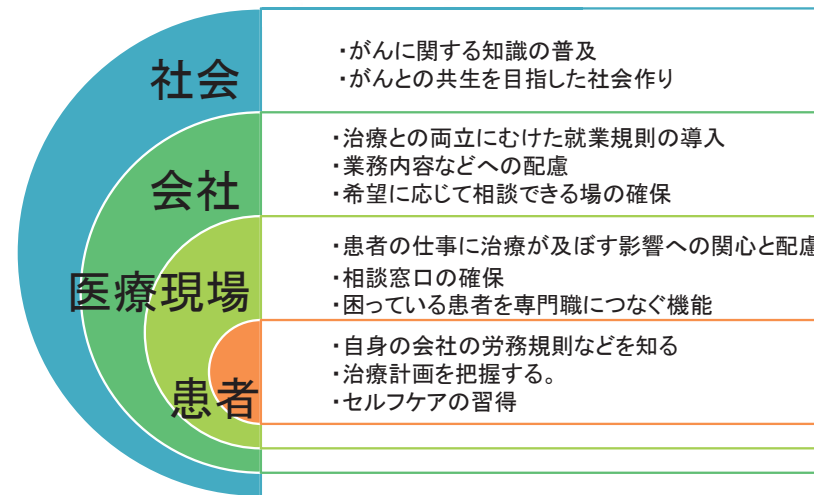 社会
・がんに関する知識の普及
・がんとの共生を目指した社会作り
会社
・治療との両立にむけた就業規則の導入
・業務内容などへの配慮
・希望に応じて相談できる場の確保
医療現場
・患者の仕事に治療が及ぼす影響への関心と配慮
・相談窓口の確保
・困っている患者を専門職につなぐ機能
患者
・自身の会社の労務規則などを知る
・治療計画を把握する。
・セルフケアの習得